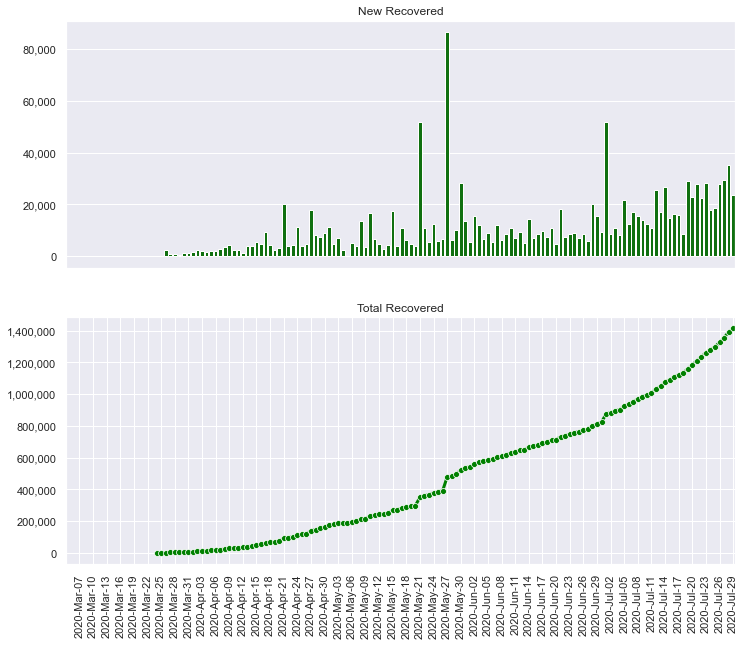 New Recovered
80,000
60,000
40,000
20,000
0
Total Recovered
1,400,000
1,200,000
1,000,000
800,000
600,000
400,000
200,000
0
2020-Mar-07
2020-Mar-10
2020-Mar-13
2020-Mar-16
2020-Mar-19
2020-Mar-22
2020-Mar-25
2020-Mar-28
2020-Mar-31
2020-Apr-03
2020-Apr-06
2020-Apr-09
2020-Apr-12
2020-Apr-15
2020-Apr-18
2020-Apr-21
2020-Apr-24
2020-Apr-27
2020-Apr-30
2020-May-03
2020-May-06
2020-May-09
2020-May-12
2020-May-15
2020-May-18
2020-May-21
2020-May-24
2020-May-27
2020-May-30
2020-Jun-02
2020-Jun-05
2020-Jun-08
2020-Jun-11
2020-Jun-14
2020-Jun-17
2020-Jun-20
2020-Jun-23
2020-Jun-26
2020-Jun-29
2020-Jul-02
2020-Jul-05
2020-Jul-08
2020-Jul-11
2020-Jul-14
2020-Jul-17
2020-Jul-20
2020-Jul-23
2020-Jul-26
2020-Jul-29